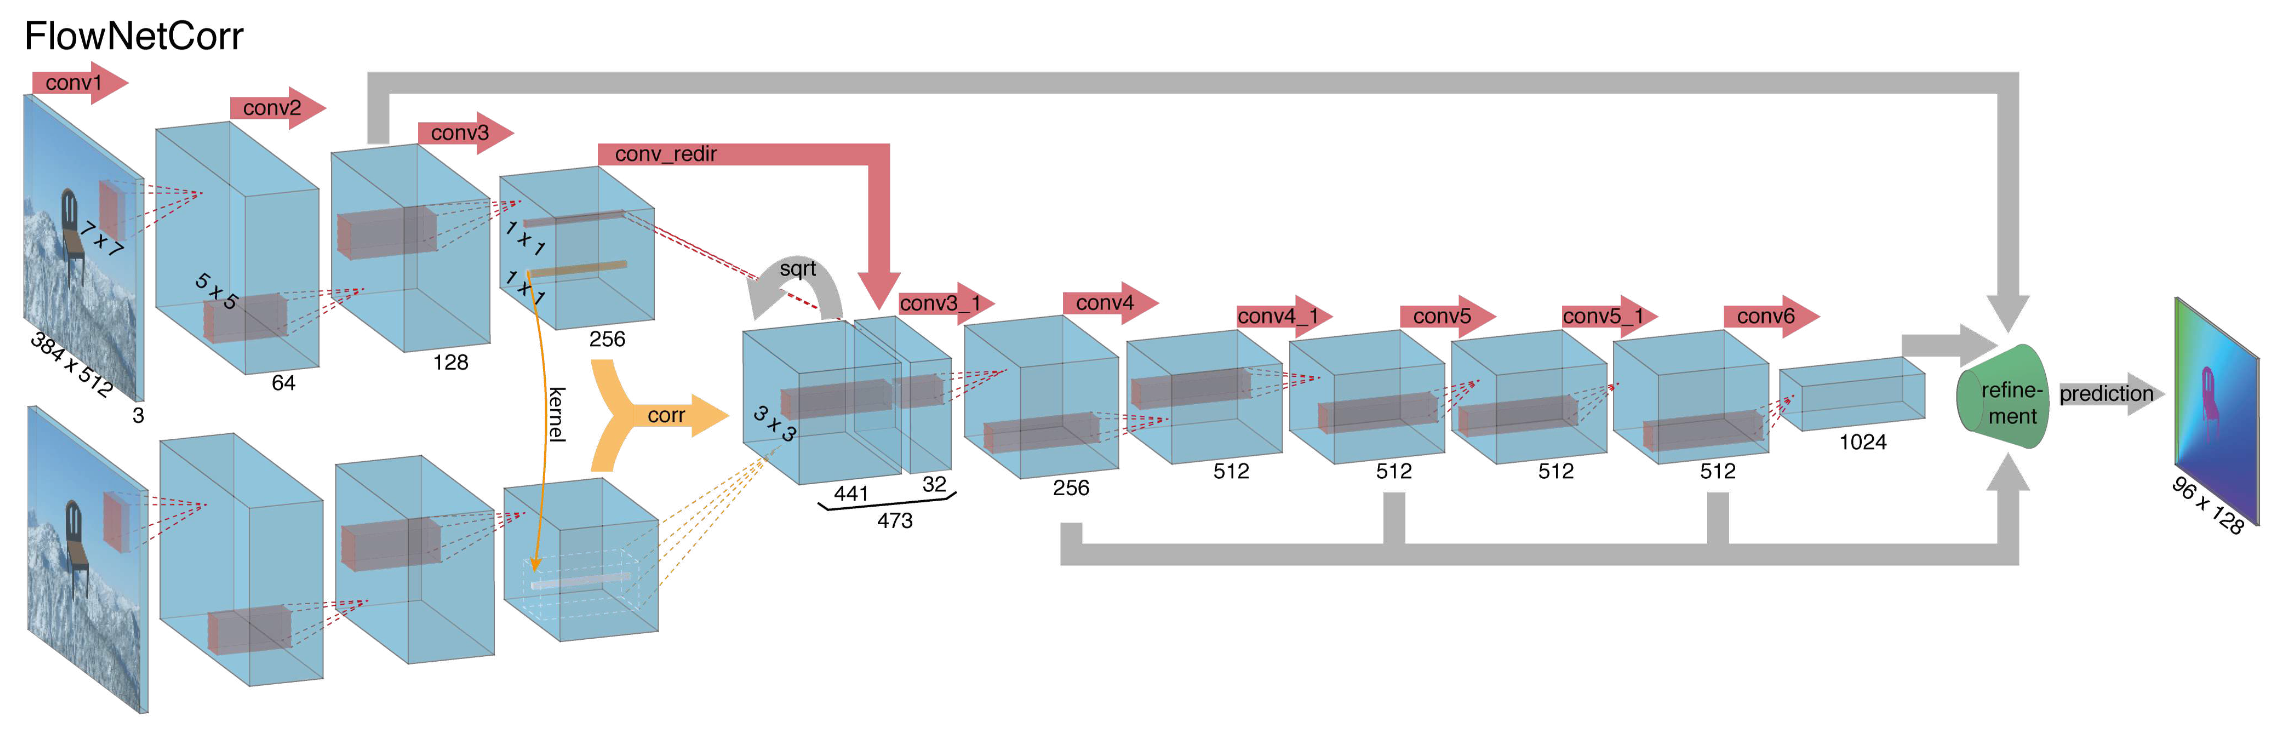 FlowNetCorr
conv1
conv2
conv3
conv_redir
sqrt
conv3_1
conv4
conv4_1
conv5
conv5_1
conv6
7 x 7
5 x 5
1 x 1
1 x 1
3 x 3
384 x 512
3
64
128
256
kernel
corr
441
32
473
256
512
512
512
512
1024
refine-
ment
prediction
96 x 128